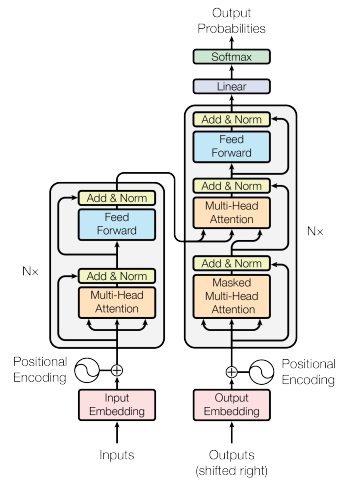 Output
Probabilities
Softmax
Linear
Add & Norm
Feed
Forward
Add & Norm
Multi-Head
Attention
Add & Norm
Masked
Multi-Head
Attention
N×
Positional
Encoding
Output
Embedding
Outputs
(shifted right)
Add & Norm
Feed
Forward
N×
Add & Norm
Multi-Head
Attention
Positional
Encoding
Input
Embedding
Inputs